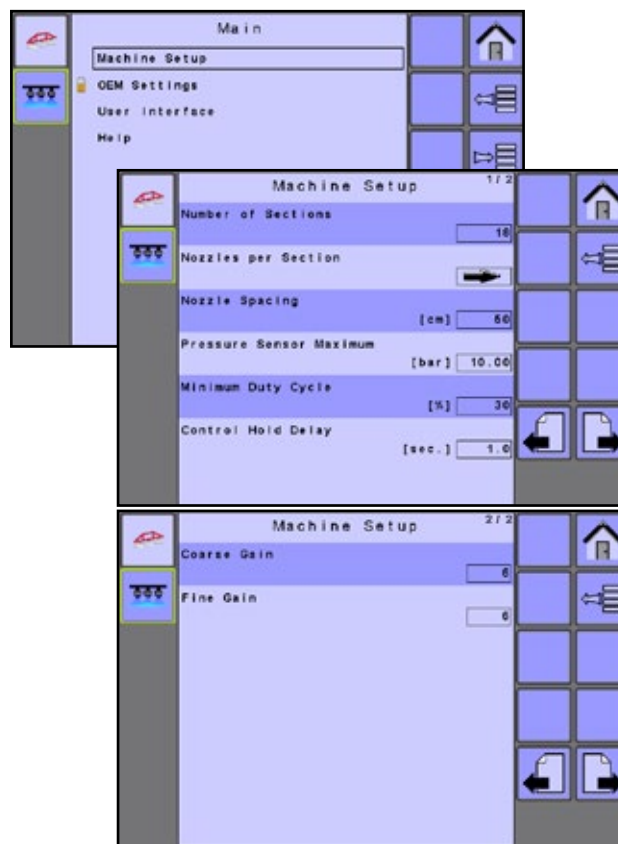 Main
Machine Setup
OEM Settings
User Interface
Help
Machine Setup 1/2
Number of Sections
16
Nozzles per Section
Nozzle Spacing
[cm] 50
Pressure Sensor Maximum
[bar] 10.00
Minimum Duty Cycle
[%] 30
Control Hold Delay
[sec.] 1.0
Machine Setup 2/2
Coarse Gain
6
Fine Gain
6